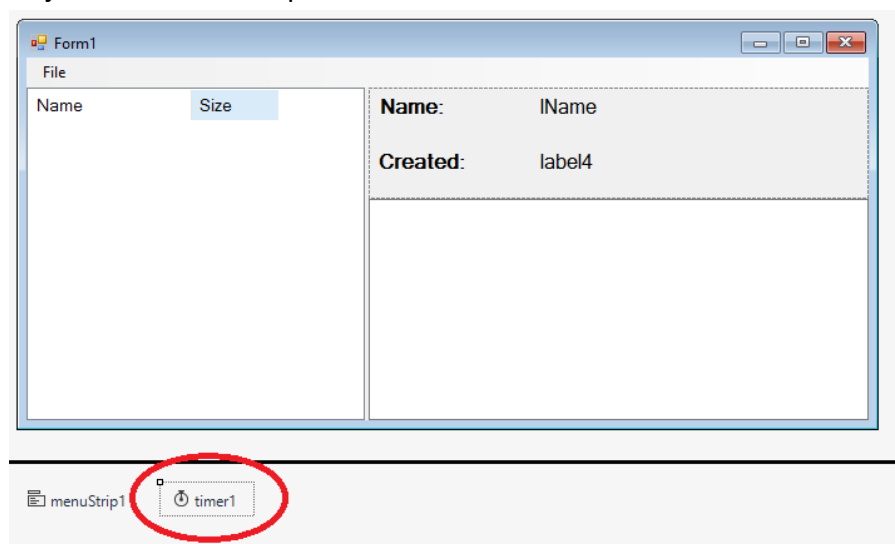 Form1
File
Name Size
Name: lName
Created: label4
menuStrip1 timer1